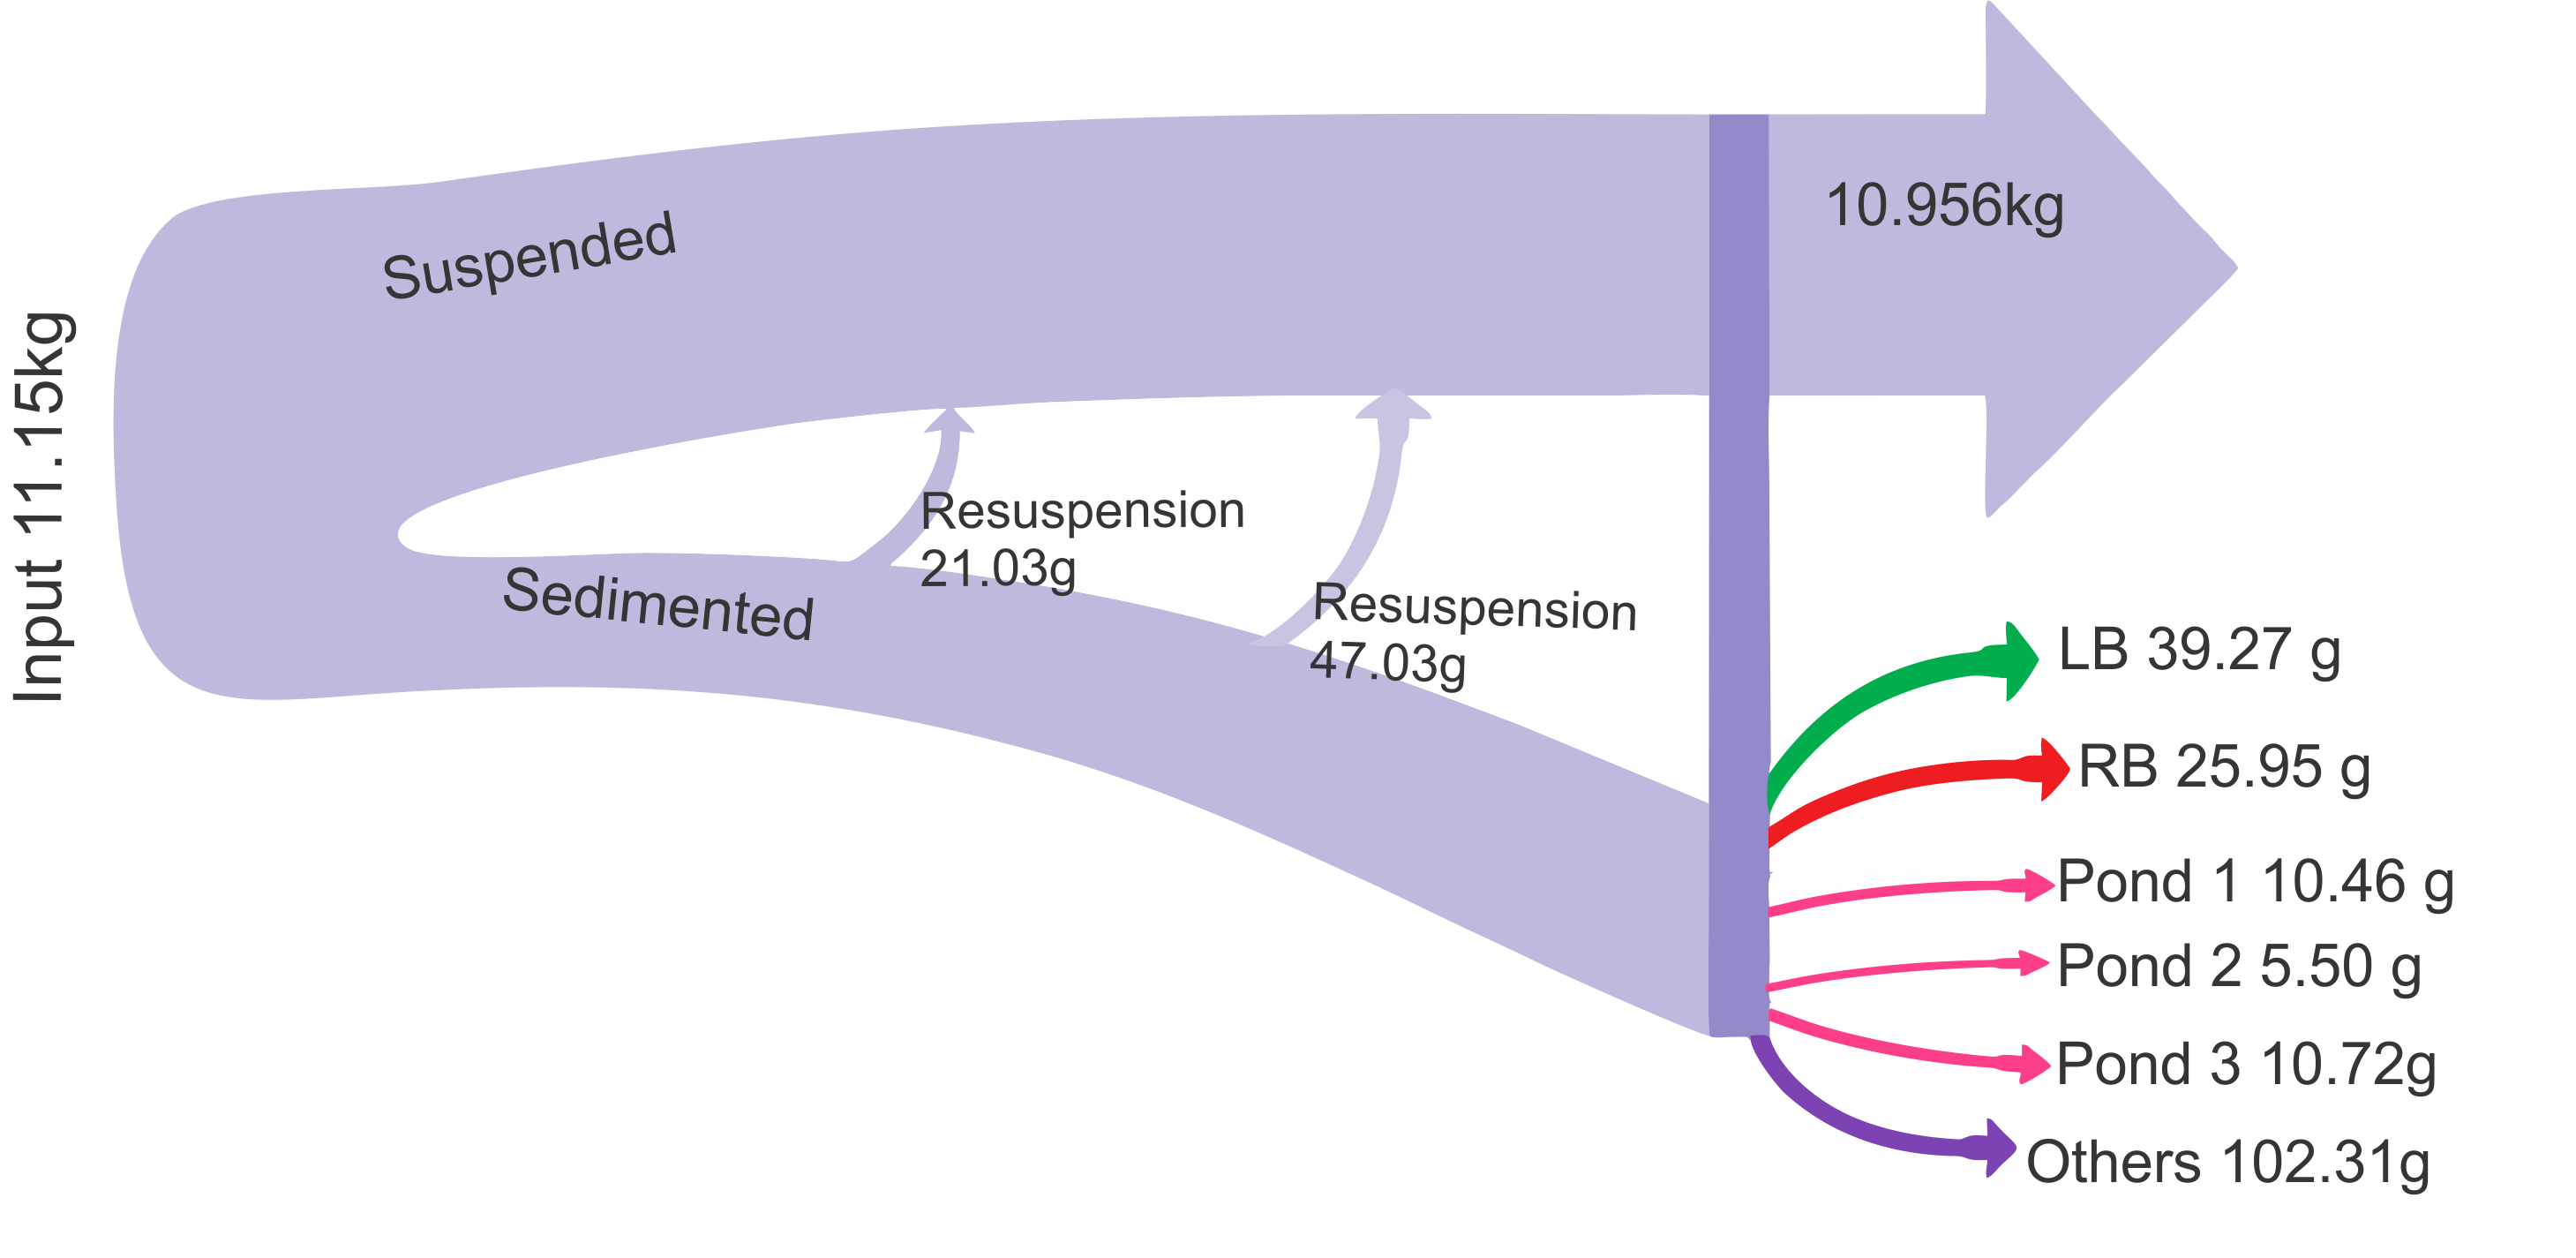 Input 11.15kg
Suspended
10.956kg
Sedimented
Resuspension
21.03g
Resuspension
47.03g
LB 39.27 g
RB 25.95 g
Pond 1 10.46 g
Pond 2 5.50 g
Pond 3 10.72g
Others 102.31g